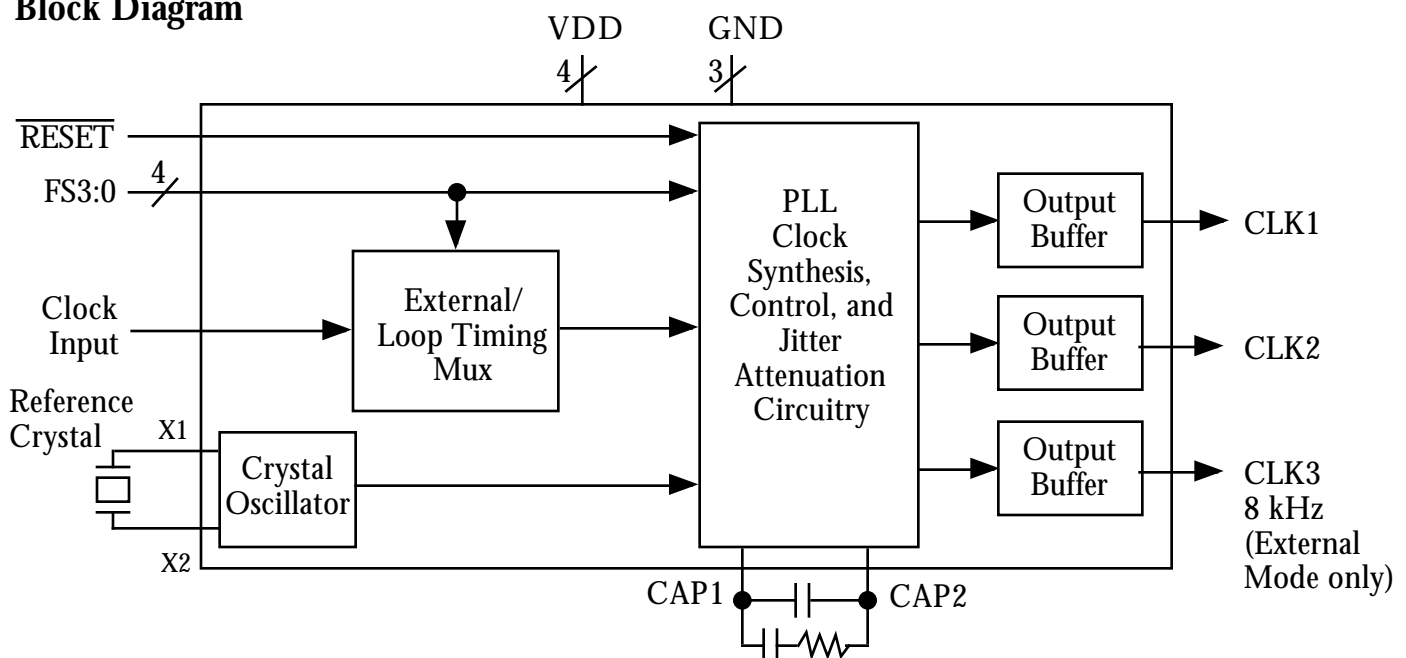 Block Diagram
VDD
GND
4
3
RESET
FS3:0
4
Clock
Input
External/
Loop Timing
Mux
Reference
Crystal
X1
X2
Crystal
Oscillator
PLL
Clock
Synthesis,
Control, and
Jitter
Attenuation
Circuitry
Output
Buffer
CLK1
Output
Buffer
CLK2
Output
Buffer
CLK3
8 kHz
(External
Mode only)
CAP1
CAP2